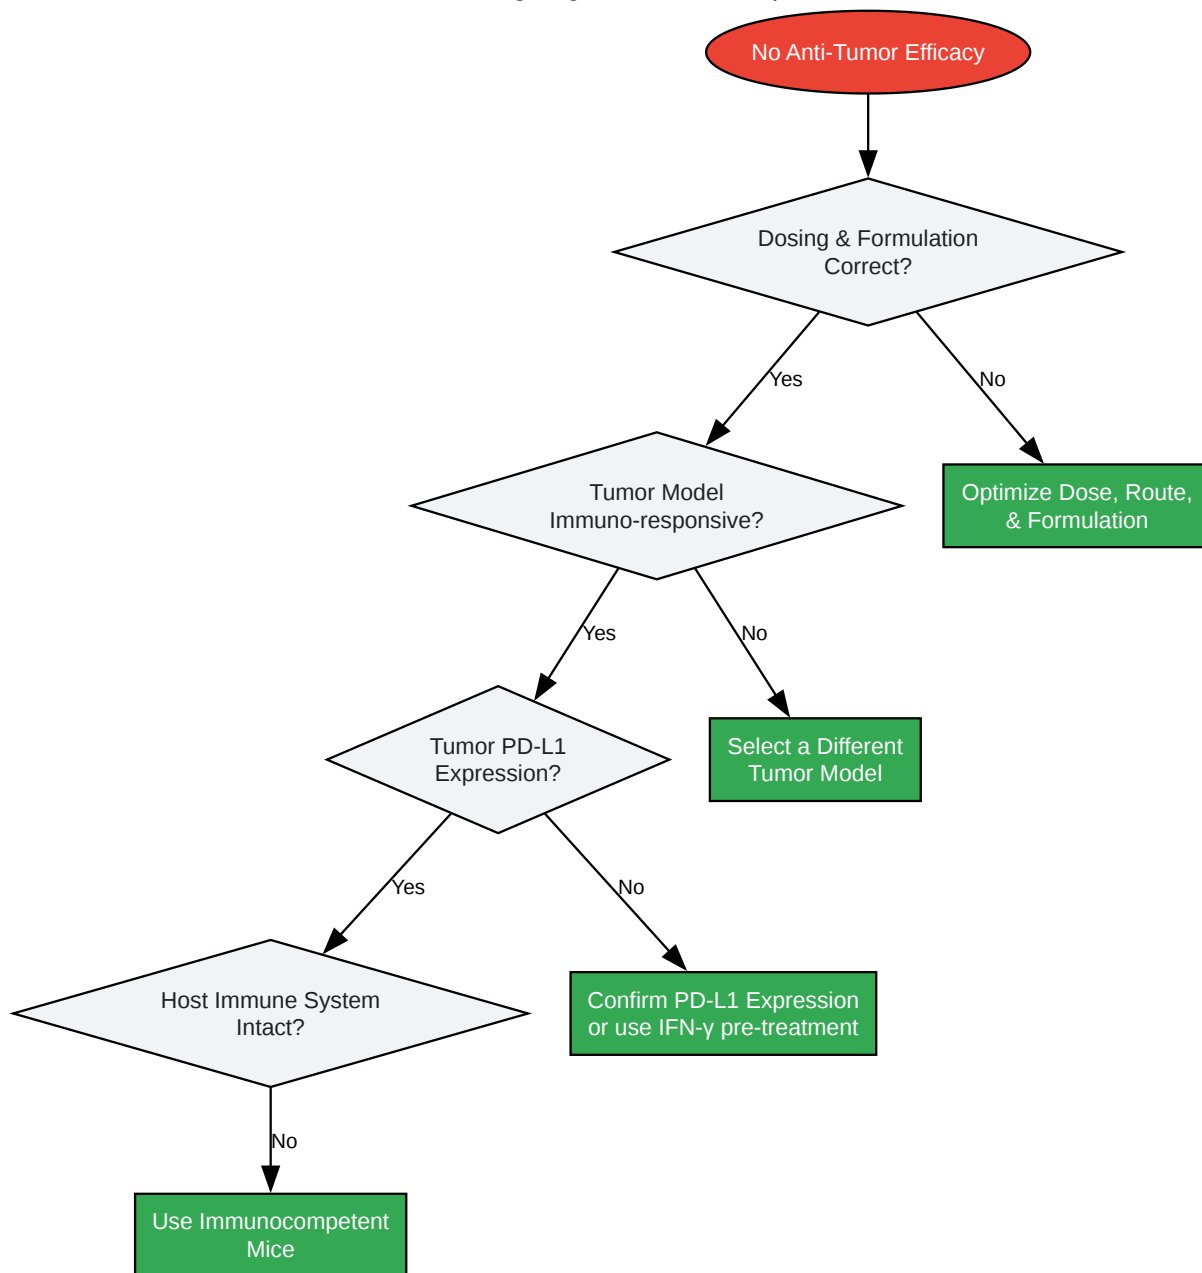 No Anti-Tumor Efficacy
Dosing & Formulation
Correct?
Yes
No
Tumor Model
Immuno-responsive?
Optimize Dose, Route,
& Formulation
Yes
No
Tumor PD-L1
Expression?
Select a Different
Tumor Model
Yes
No
Host Immune System
Intact?
Confirm PD-L1 Expression
or use IFN-γ pre-treatment
No
Use Immunocompetent
Mice